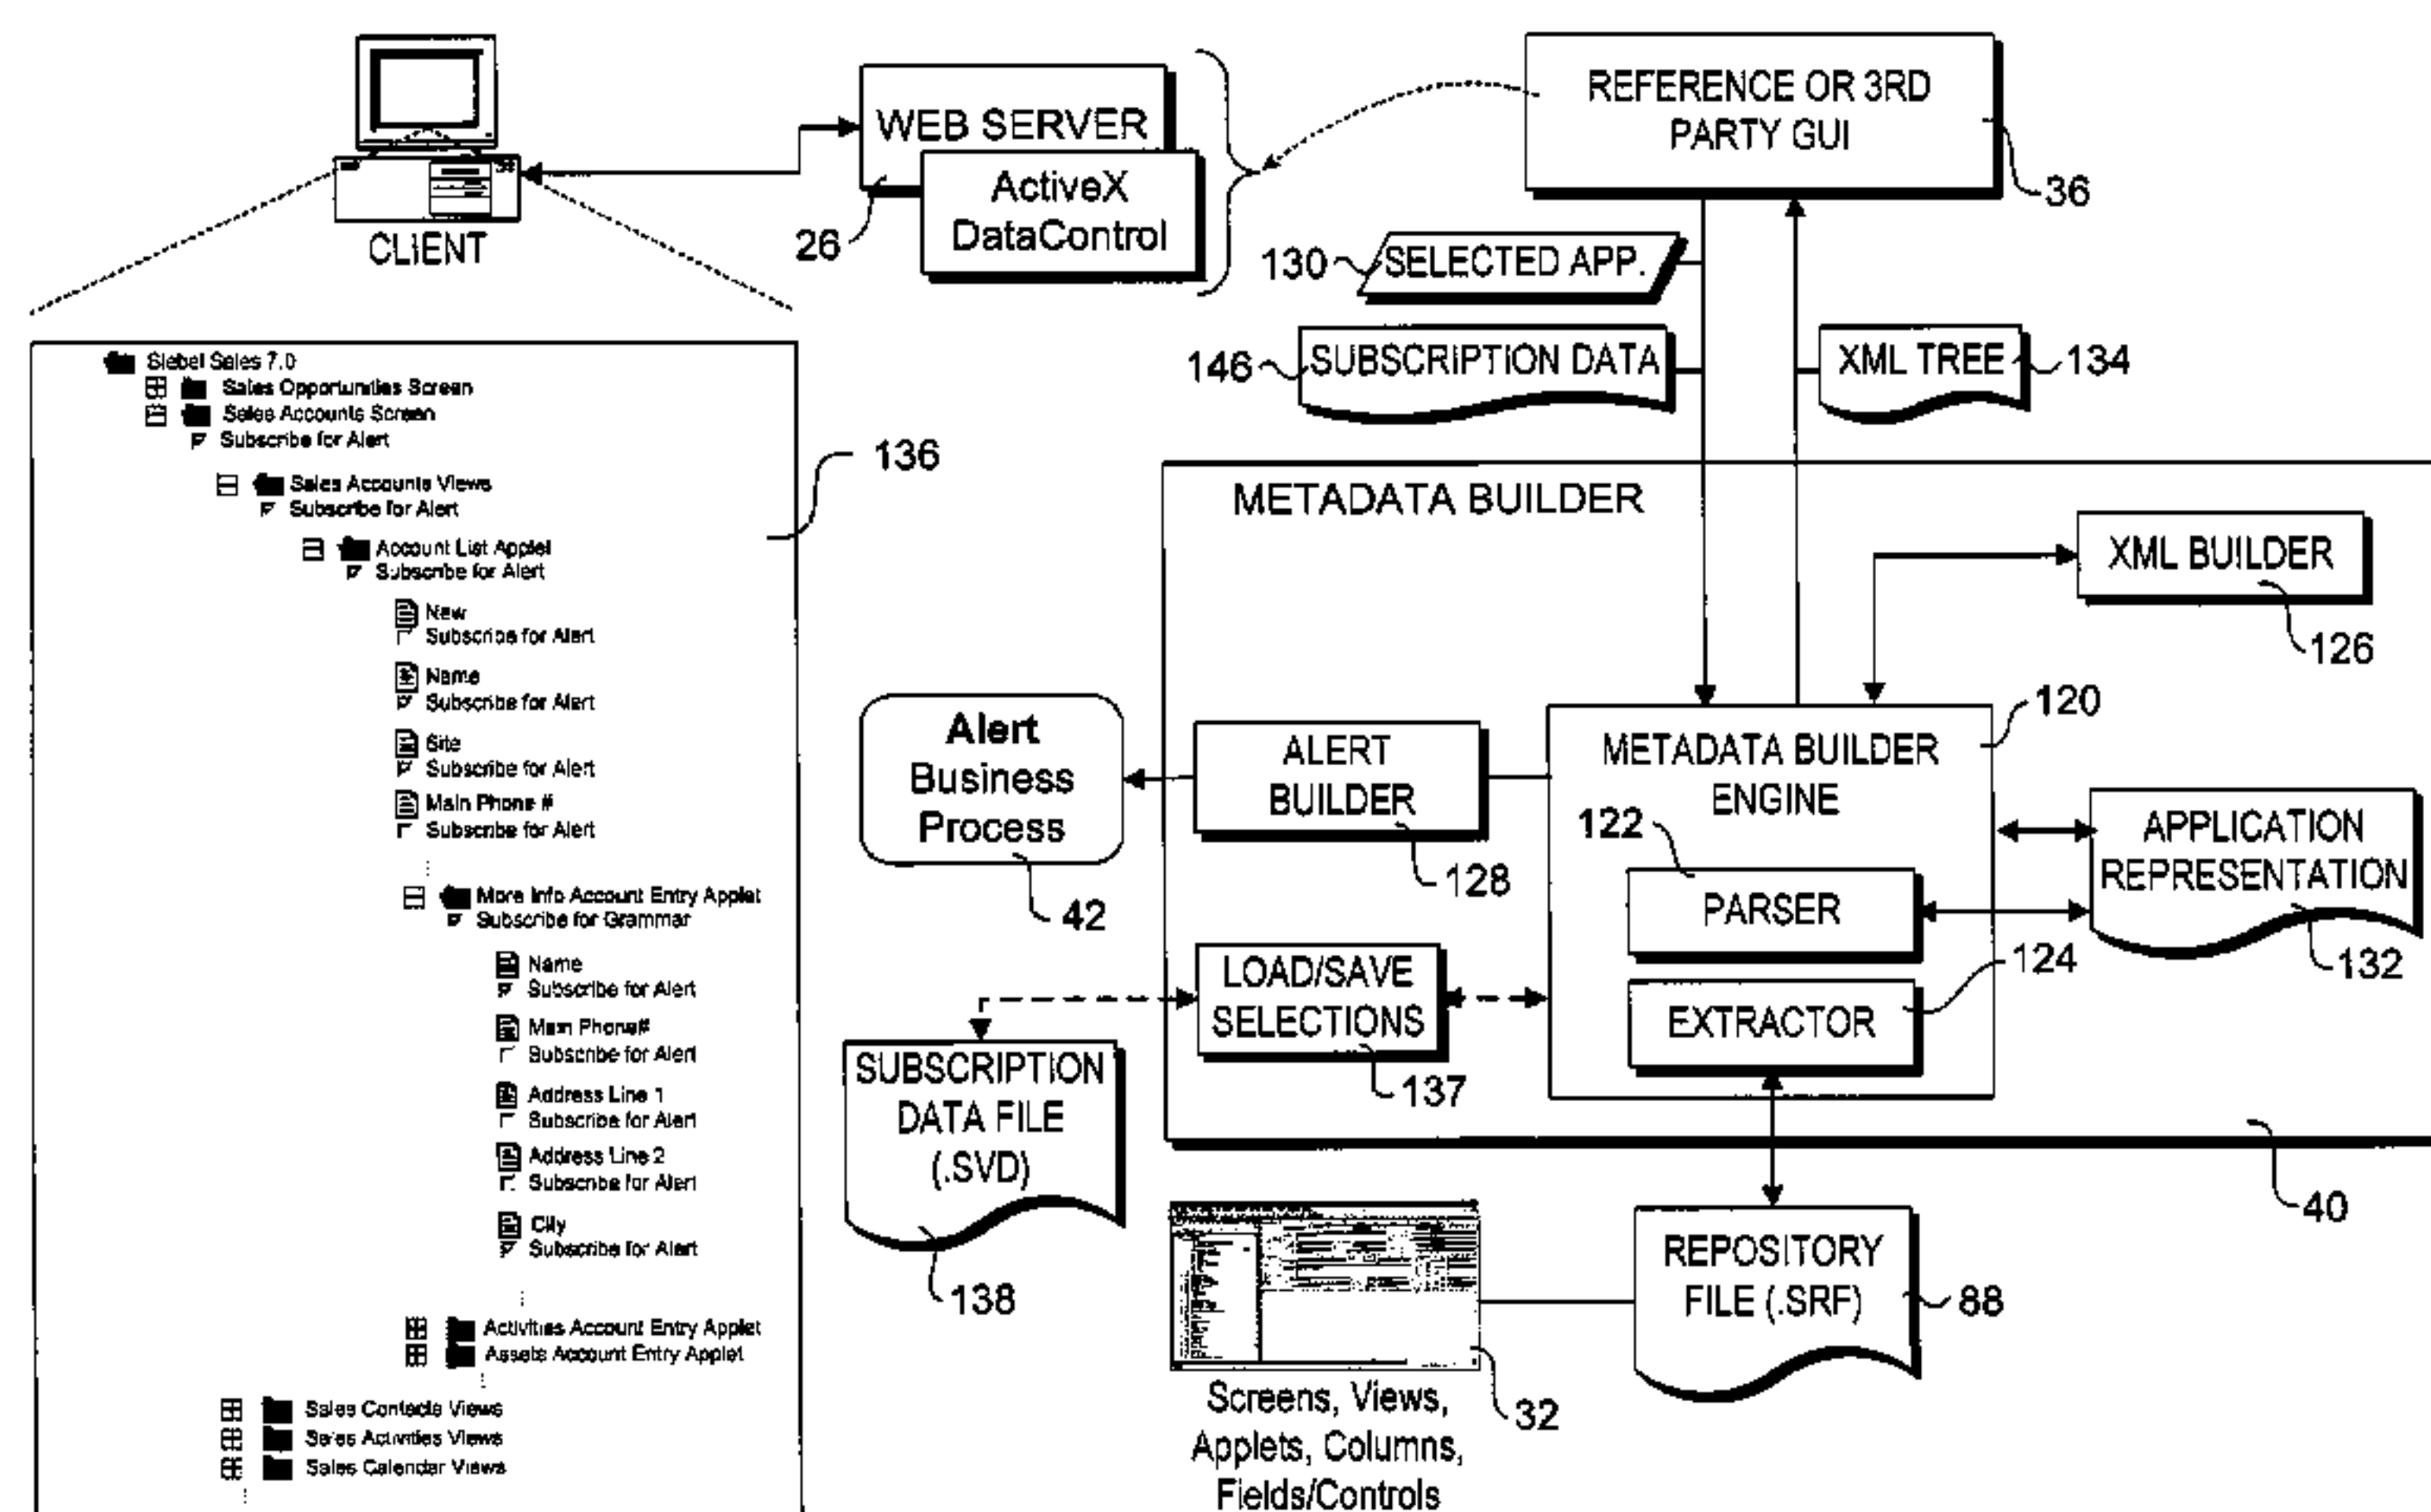 CLIENT
WEB SERVER
ActiveX
DataControl
26
REFERENCE OR 3RD
PARTY GUI
36
130
SELECTED APP.
146
SUBSCRIPTION DATA
XML TREE
134
Siebel Sales 7.0
Sales Opportunities Screen
Sales Accounts Screen
Subscribe for Alert
Sales Accounts Views
Subscribe for Alert
Account List Applet
Subscribe for Alert
New
Subscribe for Alert
Name
Subscribe for Alert
Site
Subscribe for Alert
Main Phone #
Subscribe for Alert
More Info Account Entry Applet
Subscribe for Grammar
Name
Subscribe for Alert
Main Phone#
Subscribe for Alert
Address Line 1
Subscribe for Alert
Address Line 2
Subscribe for Alert
City
Subscribe for Alert
Activities Account Entry Applet
Assets Account Entry Applet
Sales Contacts Views
Sales Activities Views
Sales Calendar Views
136
METADATA BUILDER
XML BUILDER
126
120
METADATA BUILDER
ENGINE
ALERT
BUILDER
128
Alert
Business
Process
42
122
PARSER
124
EXTRACTOR
APPLICATION
REPRESENTATION
132
LOAD/SAVE
SELECTIONS
137
SUBSCRIPTION
DATA FILE
(.SVD)
138
40
REPOSITORY
FILE (.SRF)
88
32
Screens, Views,
Applets, Columns,
Fields/Controls